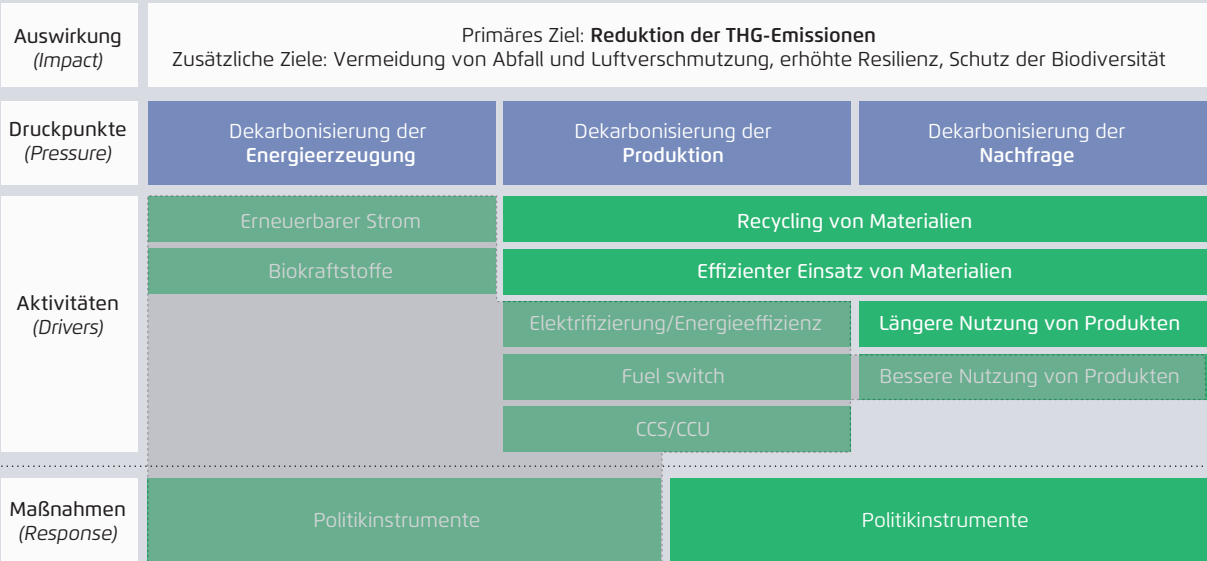 Auswirkung
(Impact)
Primäres Ziel: Reduktion der THG-Emissionen
Zusätzliche Ziele: Vermeidung von Abfall und Luftverschmutzung, erhöhte Resilienz, Schutz der Biodiversität
Druckpunkte
(Pressure)
Dekarbonisierung der
Energieerzeugung
Dekarbonisierung der
Produktion
Dekarbonisierung der
Nachfrage
Aktivitäten
(Drivers)
Erneuerbarer Strom
Recycling von Materialien
Biokraftstoffe
Effizienter Einsatz von Materialien
Elektrifizierung/Energieeffizienz
Längere Nutzung von Produkten
Fuel switch
Bessere Nutzung von Produkten
CCS/CCU
Maßnahmen
(Response)
Politikinstrumente
Politikinstrumente